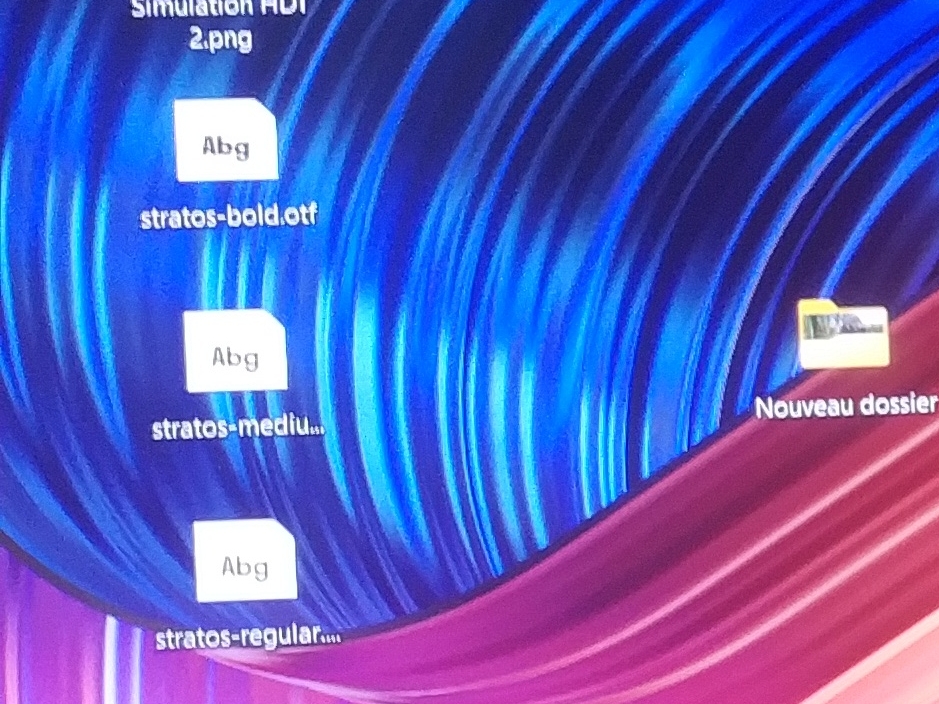 Simulation HDI
2.png
Abg
stratos-bold.otf
Abg
stratos-mediu...
Abg
stratos-regular....
Nouveau dossier